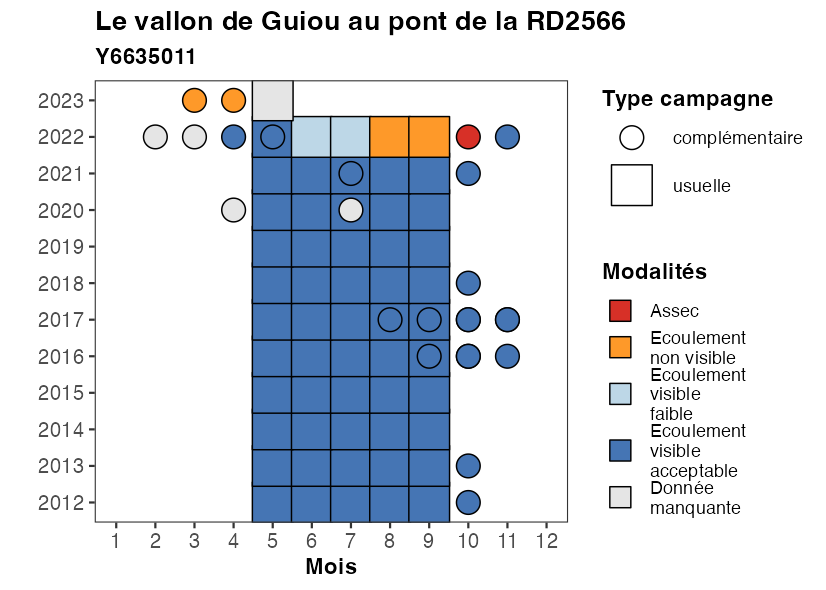 Le vallon de Guiou au pont de la RD2566
Y6635011
2023
2022
2021
2020
2019
2018
2017
2016
2015
2014
2013
2012
1 2 3 4 5 6 7 8 9 10 11 12
Mois
Type campagne
complémentaire
usuelle
Modalités
Assec
Ecoulement
non visible
Ecoulement
visible
faible
Ecoulement
visible
acceptable
Donnée
manquante